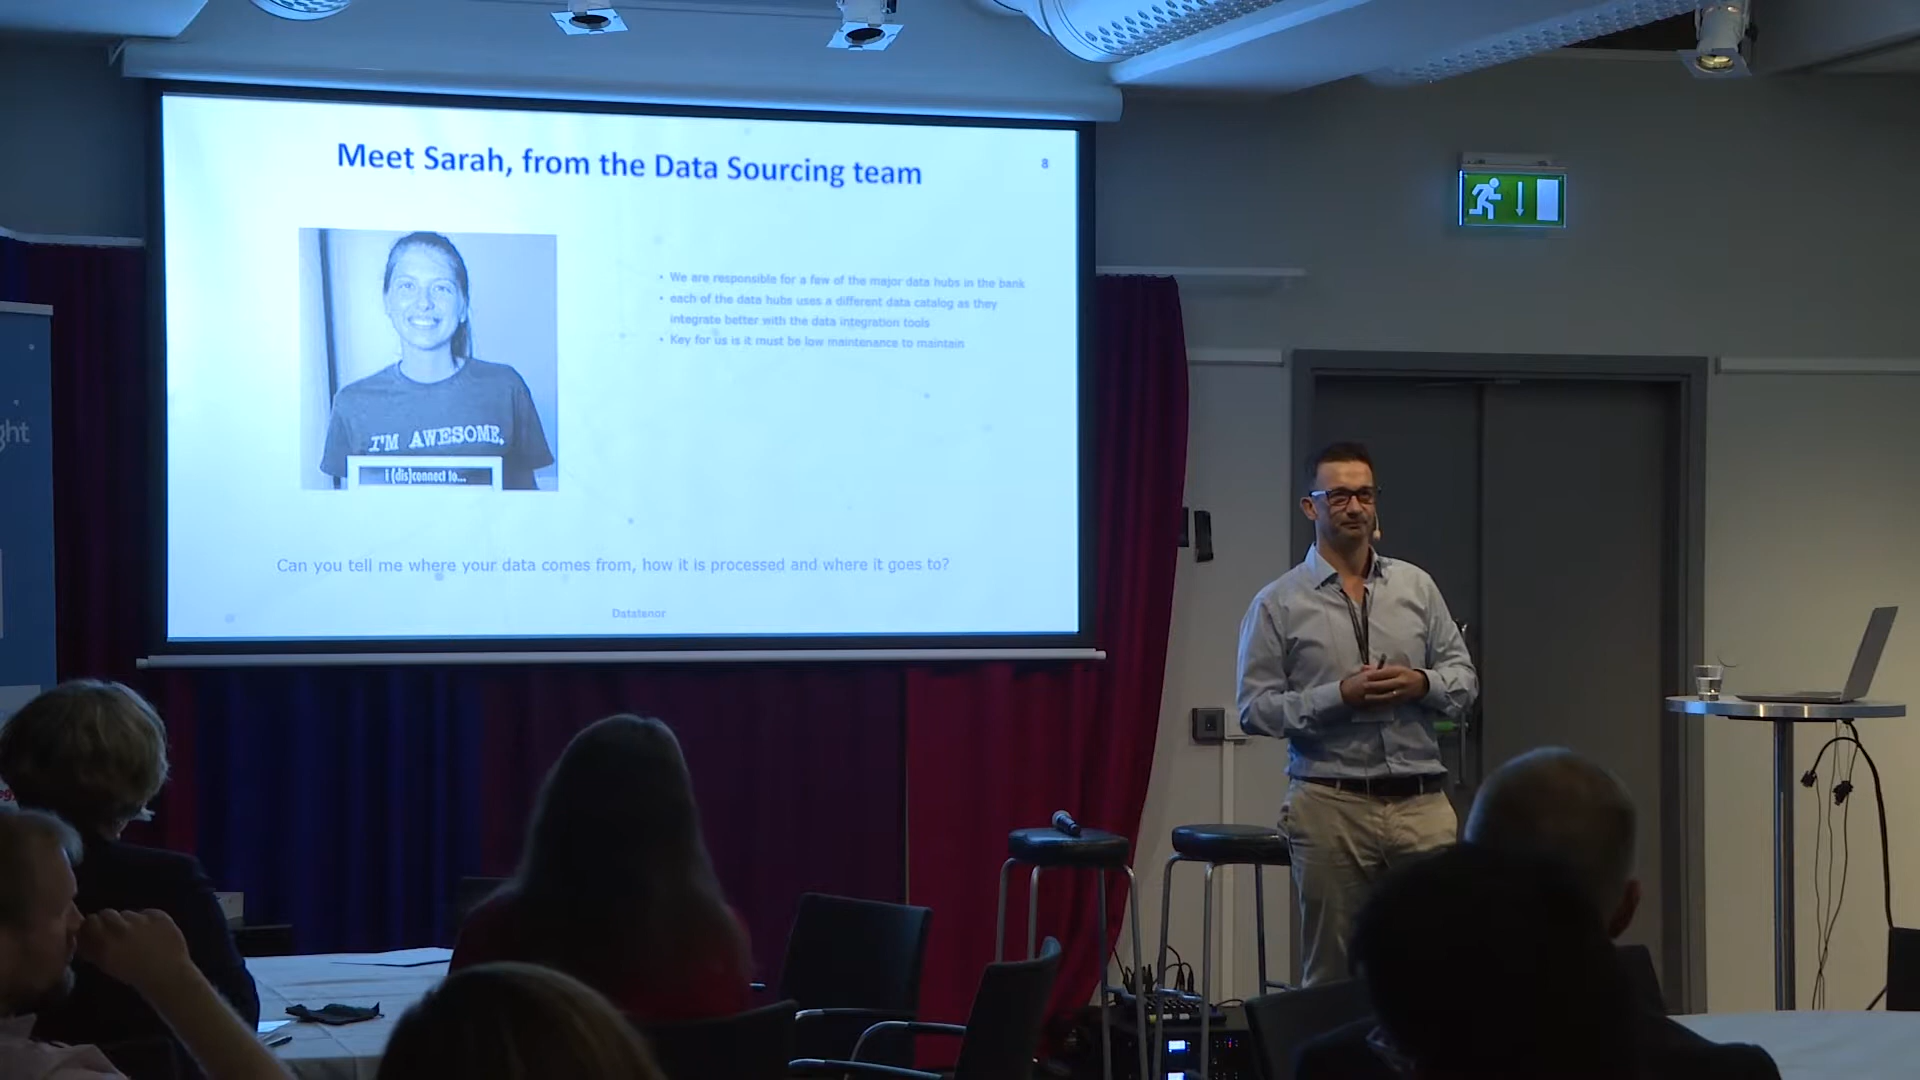 Meet Sarah, from the Data Sourcing team
8
• We are responsible for a few of the major data hubs in the bank
• each of the data hubs uses a different data catalog as they
integrate better with the data integration tools
• Key for us is it must be low maintenance to maintain
I'M AWESOME.
i (dis)connect to...
Can you tell me where your data comes from, how it is processed and where it goes to?
Datatenor
ght